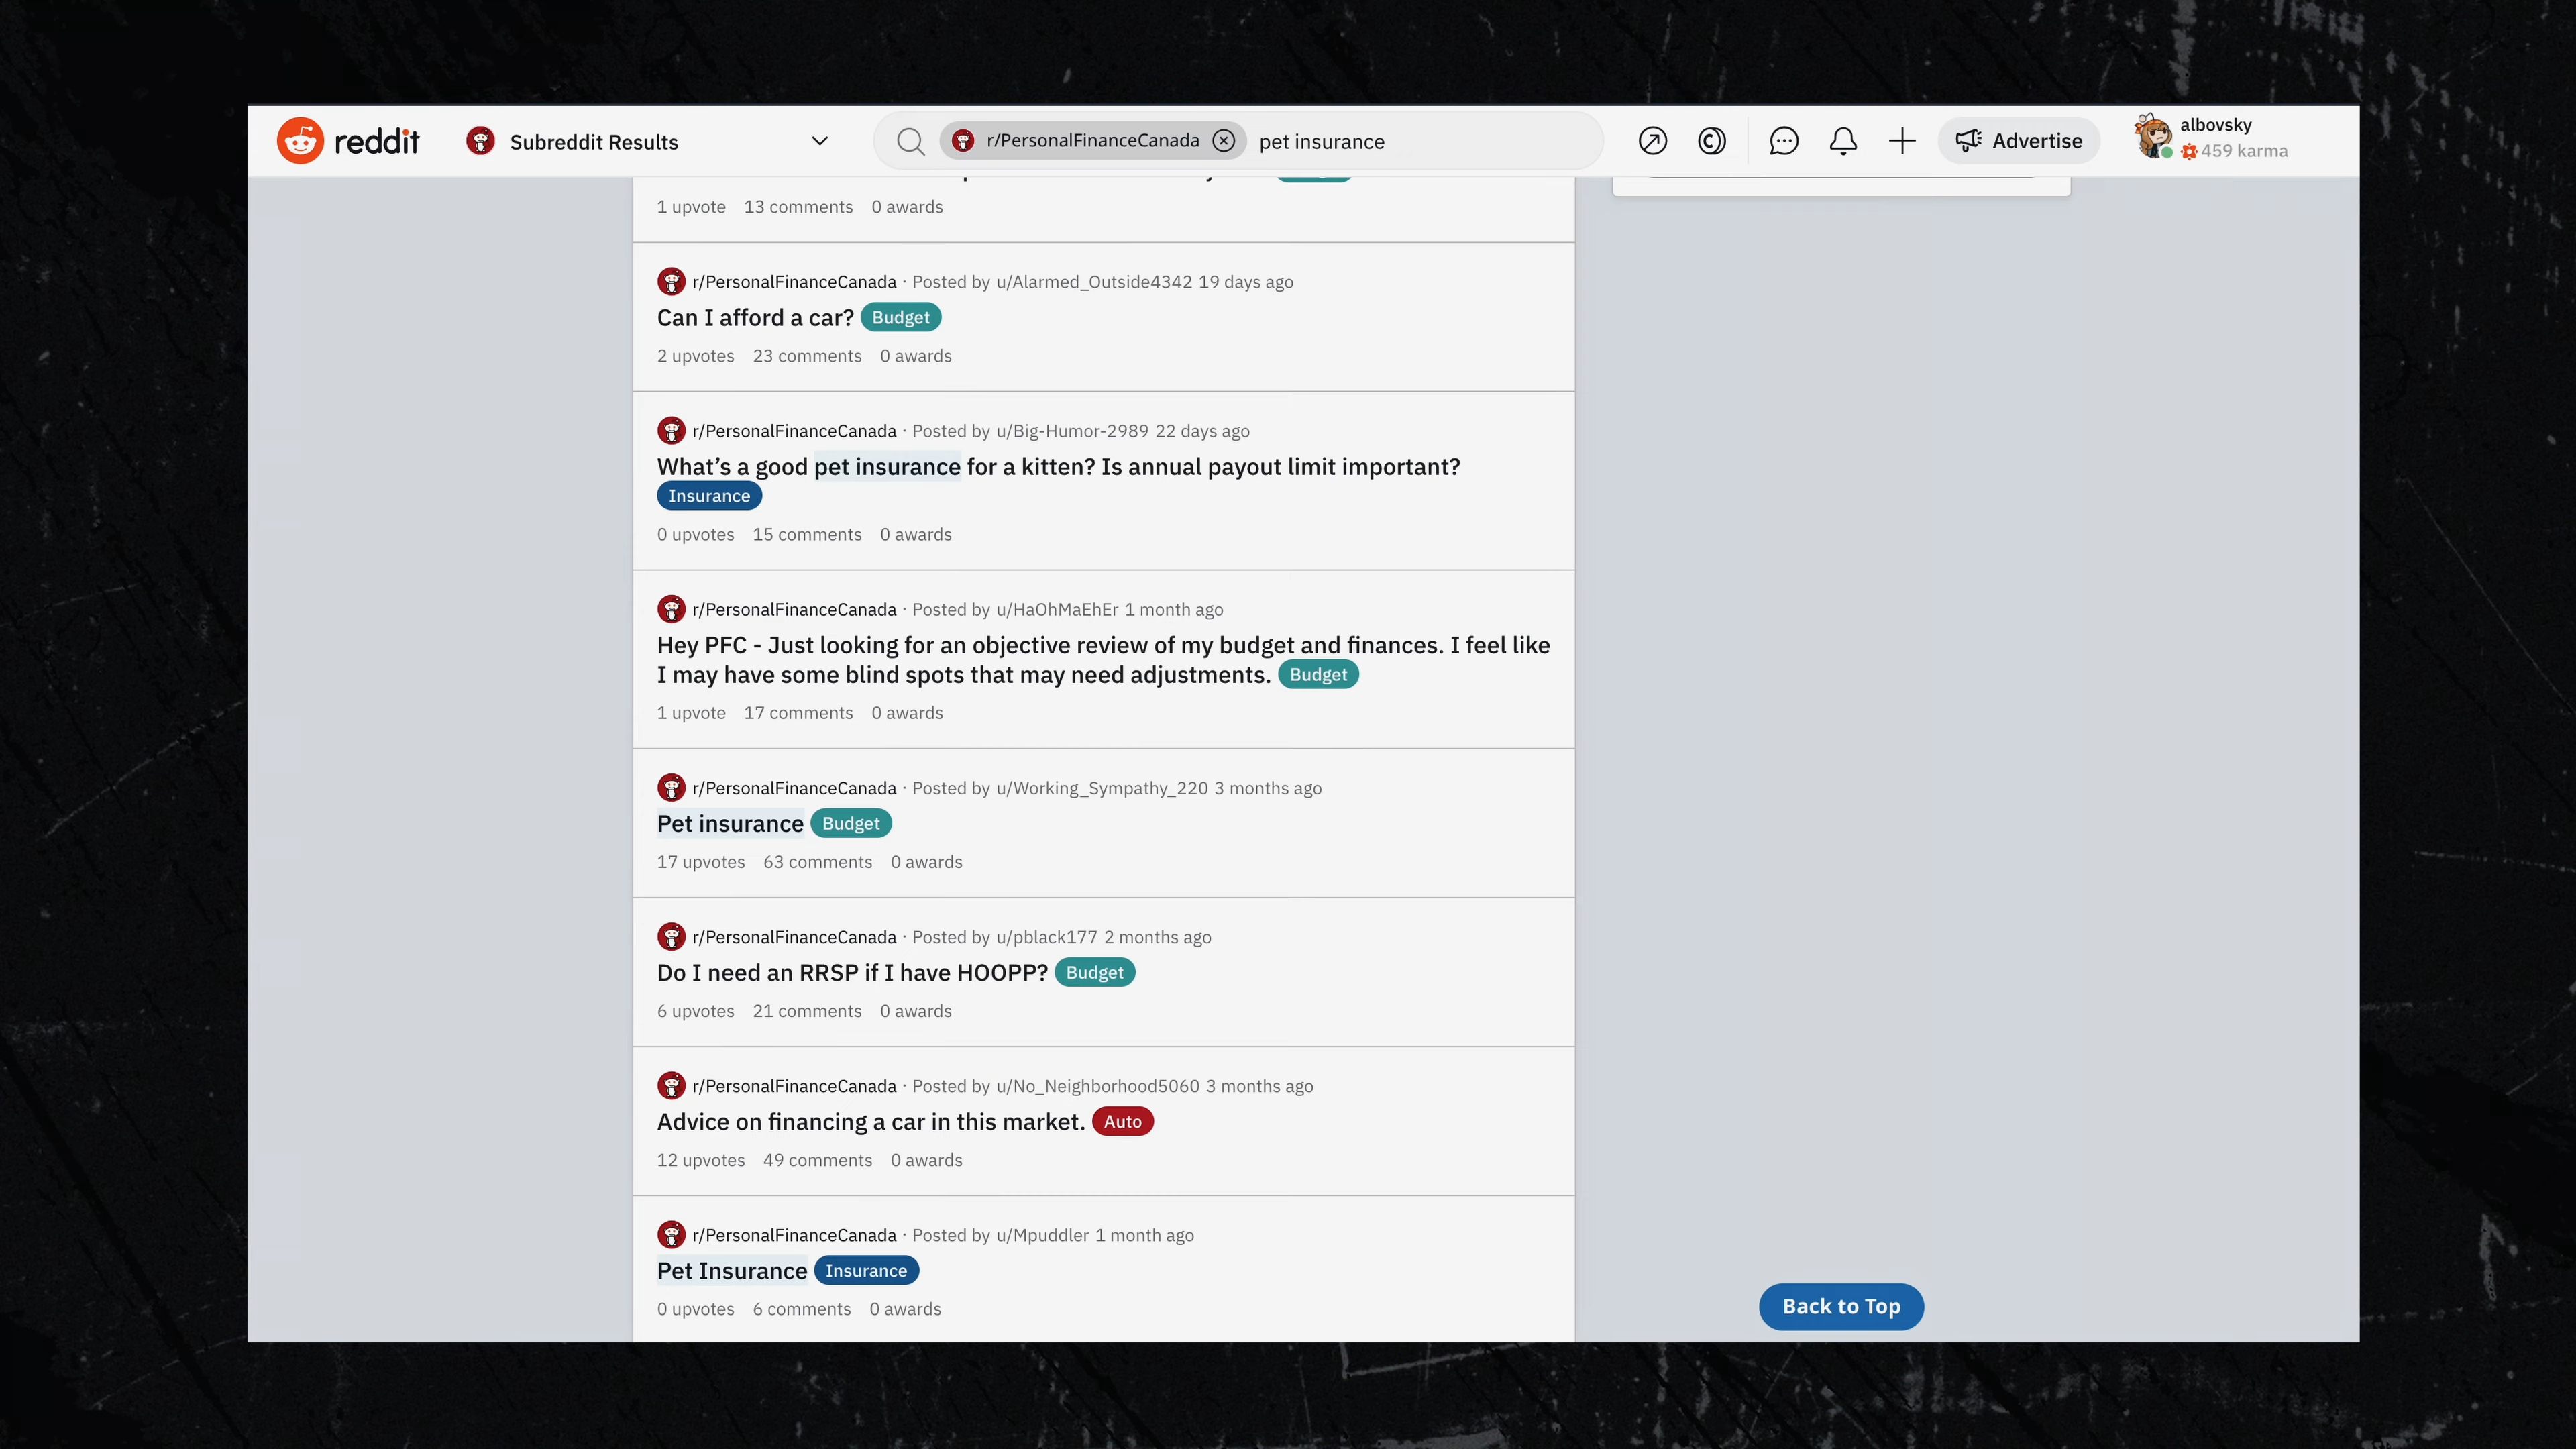 reddit
Subreddit Results
r/PersonalFinanceCanada
pet insurance
Advertise
albovsky
459 karma
1 upvote 13 comments 0 awards
r/PersonalFinanceCanada · Posted by u/Alarmed_Outside4342 19 days ago
Can I afford a car? Budget
2 upvotes 23 comments 0 awards
r/PersonalFinanceCanada · Posted by u/Big-Humor-2989 22 days ago
What’s a good pet insurance for a kitten? Is annual payout limit important?
Insurance
0 upvotes 15 comments 0 awards
r/PersonalFinanceCanada · Posted by u/HaOhMaEhEr 1 month ago
Hey PFC - Just looking for an objective review of my budget and finances. I feel like
I may have some blind spots that may need adjustments. Budget
1 upvote 17 comments 0 awards
r/PersonalFinanceCanada · Posted by u/Working_Sympathy_220 3 months ago
Pet insurance Budget
17 upvotes 63 comments 0 awards
r/PersonalFinanceCanada · Posted by u/pblack177 2 months ago
Do I need an RRSP if I have HOOPP? Budget
6 upvotes 21 comments 0 awards
r/PersonalFinanceCanada · Posted by u/No_Neighborhood5060 3 months ago
Advice on financing a car in this market. Auto
12 upvotes 49 comments 0 awards
r/PersonalFinanceCanada · Posted by u/Mpuddler 1 month ago
Pet Insurance Insurance
0 upvotes 6 comments 0 awards
Back to Top